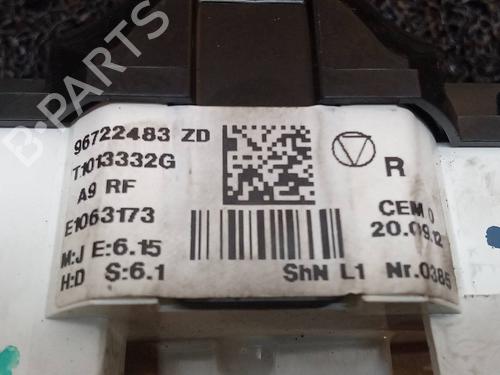 B-PARTS
96722483 ZD
T1013332G
A9 RF
E1063173
M:J E:6.15
H:D S:6.1
R
CEM 0
20.09.12
ShN L1 Nr.0385